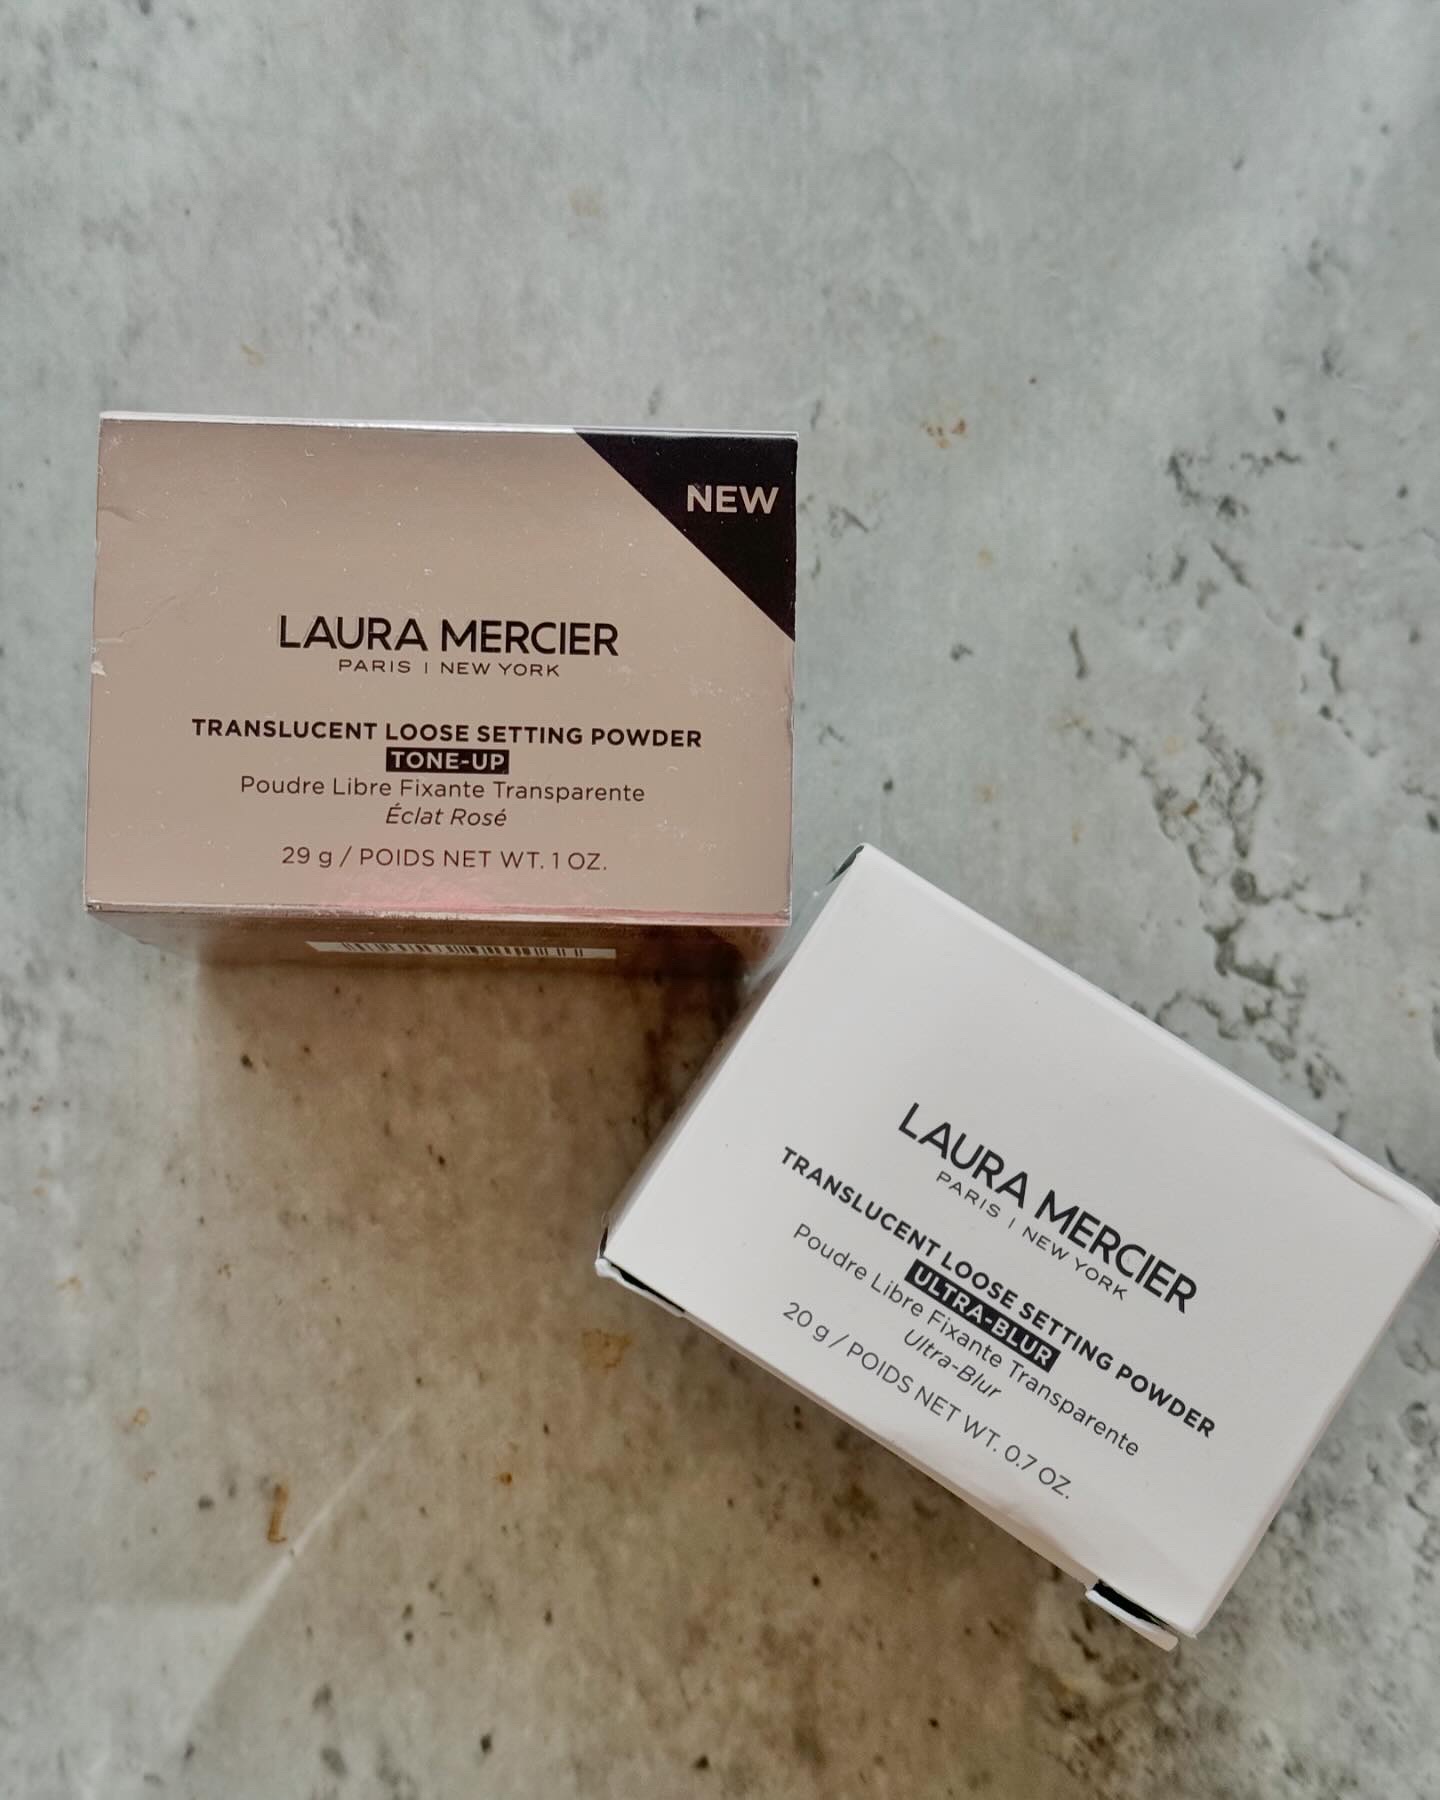 NEW
LAURA MERCIER
PARIS | NEW YORK
TRANSLUCENT LOOSE SETTING POWDER
TONE-UP
Poudre Libre Fixante Transparente
Éclat Rosé
29 g / POIDS NET WT. 1 OZ.
LAURA MERCIER
PARIS | NEW YORK
TRANSLUCENT LOOSE SETTING POWDER
ULTRA-BLUR
Poudre Libre Fixante Transparente
Ultra-Blur
20 g / POIDS NET WT. 0.7 OZ.